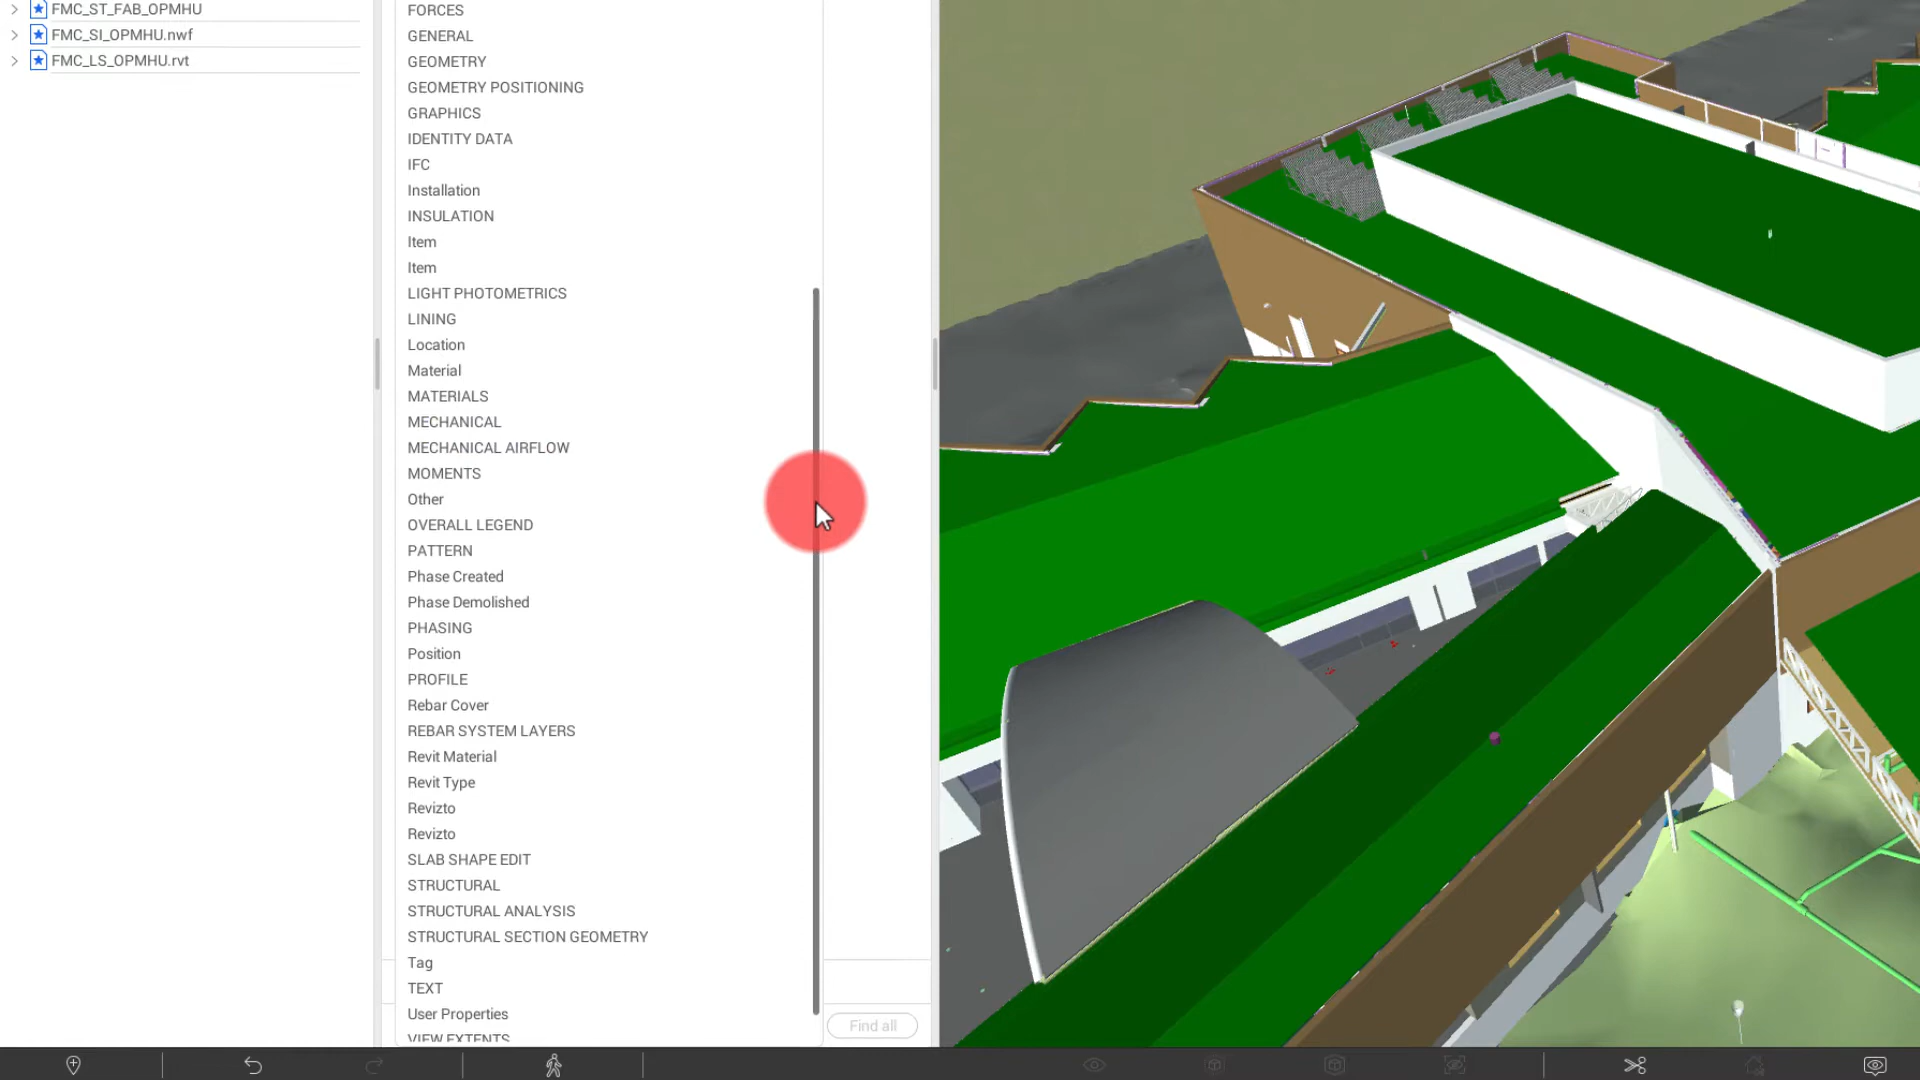 FMC_ST_FAB_OPMHU
FMC_SI_OPMHU.nwf
FMC_LS_OPMHU.rvt
FORCES
GENERAL
GEOMETRY
GEOMETRY POSITIONING
GRAPHICS
IDENTITY DATA
IFC
Installation
INSULATION
Item
Item
LIGHT PHOTOMETRICS
LINING
Location
Material
MATERIALS
MECHANICAL
MECHANICAL AIRFLOW
MOMENTS
Other
OVERALL LEGEND
PATTERN
Phase Created
Phase Demolished
PHASING
Position
PROFILE
Rebar Cover
REBAR SYSTEM LAYERS
Revit Material
Revit Type
Revizto
Revizto
SLAB SHAPE EDIT
STRUCTURAL
STRUCTURAL ANALYSIS
STRUCTURAL SECTION GEOMETRY
Tag
TEXT
User Properties
VIEW EXTENTS
Find all